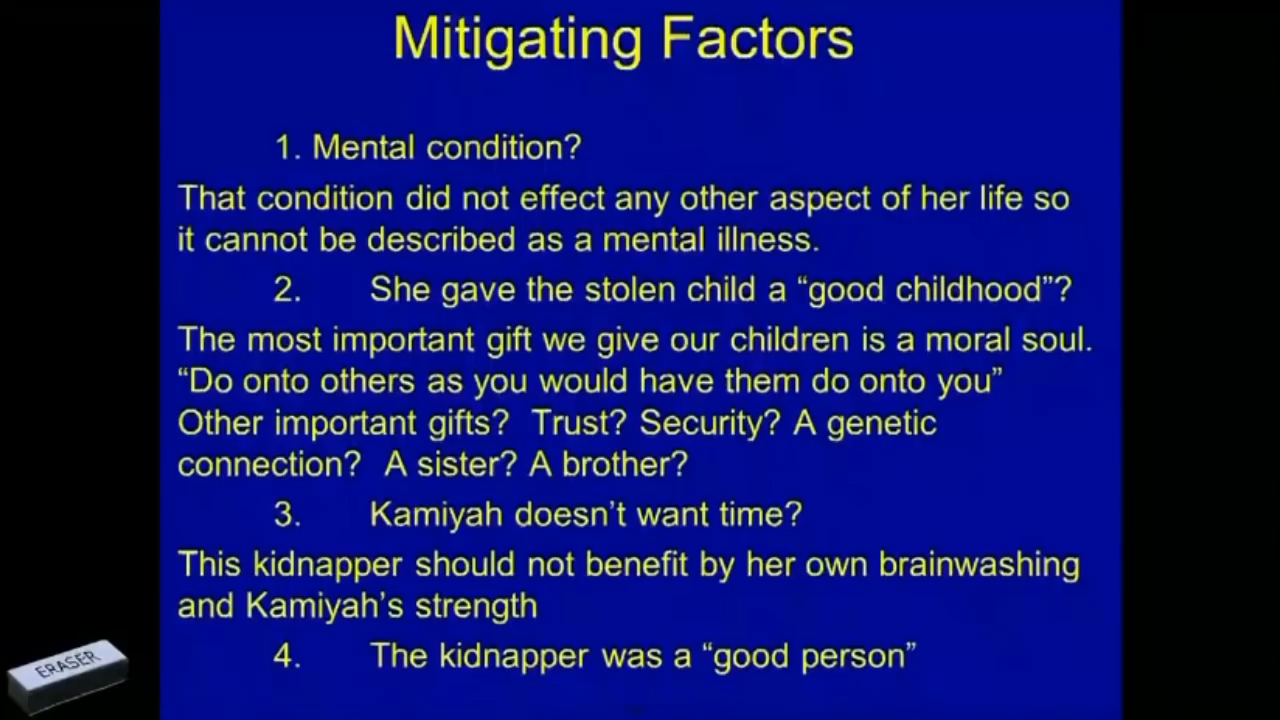 Mitigating Factors
1. Mental condition?
That condition did not effect any other aspect of her life so
it cannot be described as a mental illness.
2. She gave the stolen child a “good childhood”?
The most important gift we give our children is a moral soul.
“Do onto others as you would have them do onto you”
Other important gifts? Trust? Security? A genetic
connection? A sister? A brother?
3. Kamiyah doesn’t want time?
This kidnapper should not benefit by her own brainwashing
and Kamiyah’s strength
4. The kidnapper was a “good person”
ERASER